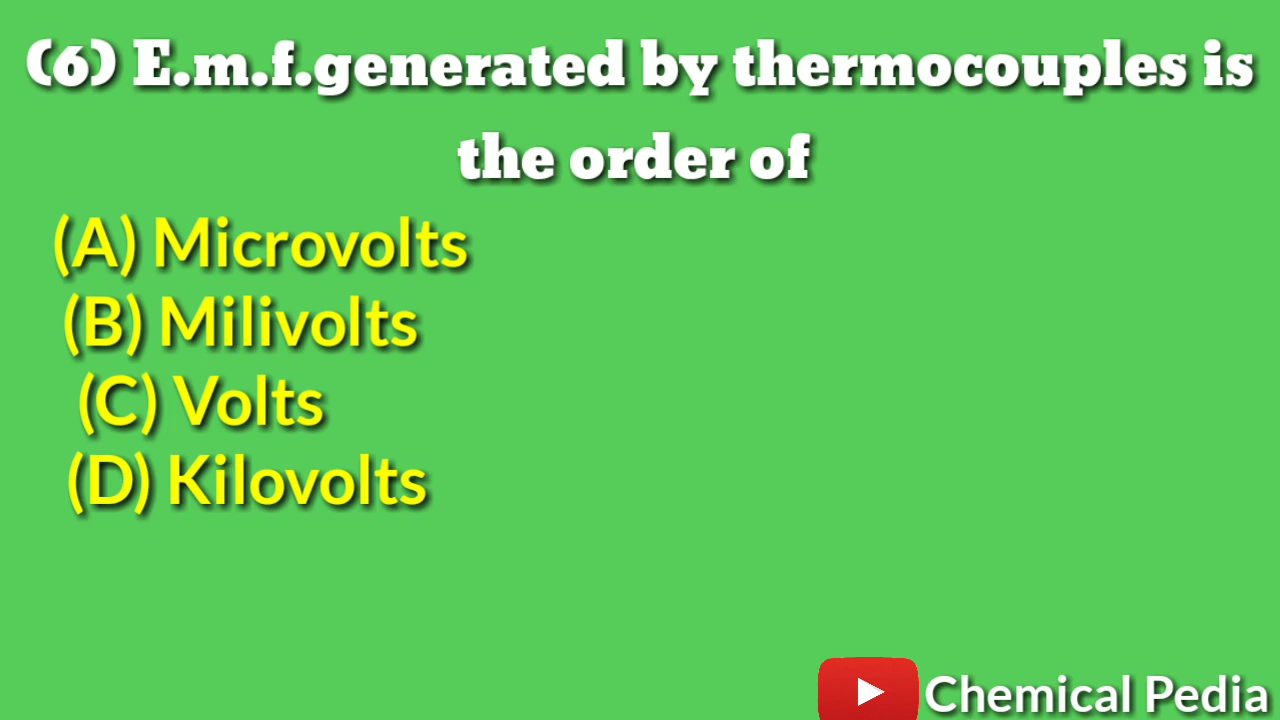 (6) E.m.f.generated by thermocouples is
the order of
(A) Microvolts
(B) Milivolts
(C) Volts
(D) Kilovolts
Chemical Pedia